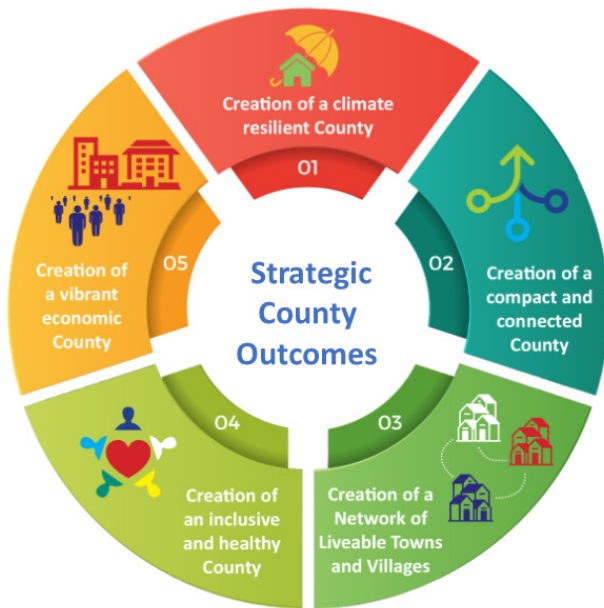 Strategic
County
Outcomes
Creation of a climate
resilient County
01
02
Creation of a
compact and
connected
County
03
Creation of a
Network of
Liveable Towns
and Villages
04
Creation of
an inclusive
and healthy
County
05
Creation of
a vibrant
economic
County